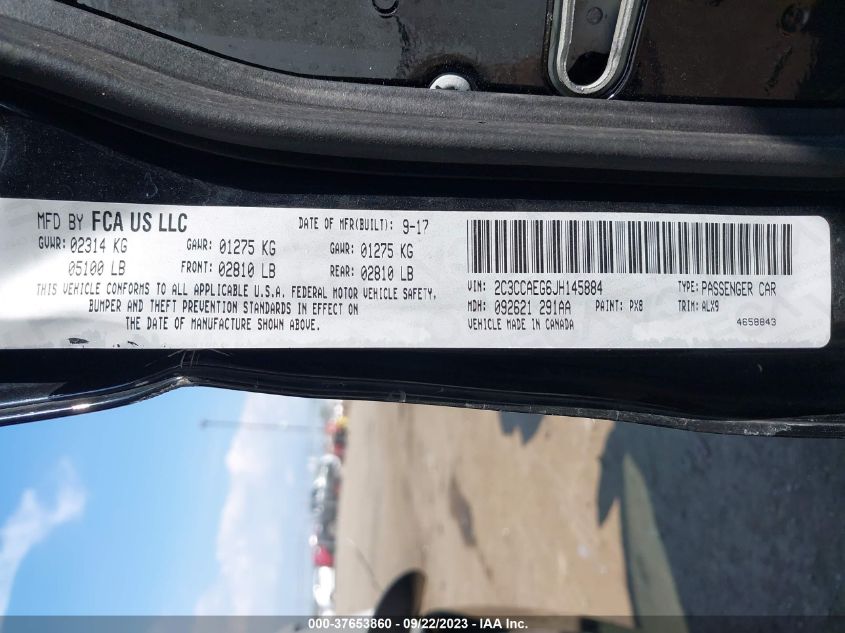 MFD BY FCA US LLC DATE OF MFR(BUILT): 9-17
GVWR: 02314 KG GAWR: 01275 KG GAWR: 01275 KG
05100 LB FRONT: 02810 LB REAR: 02810 LB
THIS VEHICLE CONFORMS TO ALL APPLICABLE U.S.A. FEDERAL MOTOR VEHICLE SAFETY,
BUMPER AND THEFT PREVENTION STANDARDS IN EFFECT ON
THE DATE OF MANUFACTURE SHOWN ABOVE.
VIN: 2C3CCAEG6JH145884 TYPE: PASSENGER CAR
MDH: 092621 291AA PAINT: PX8 TRIM: ALX9
VEHICLE MADE IN CANADA 4658843
000-37653860 - 09/22/2023 - IAA Inc.